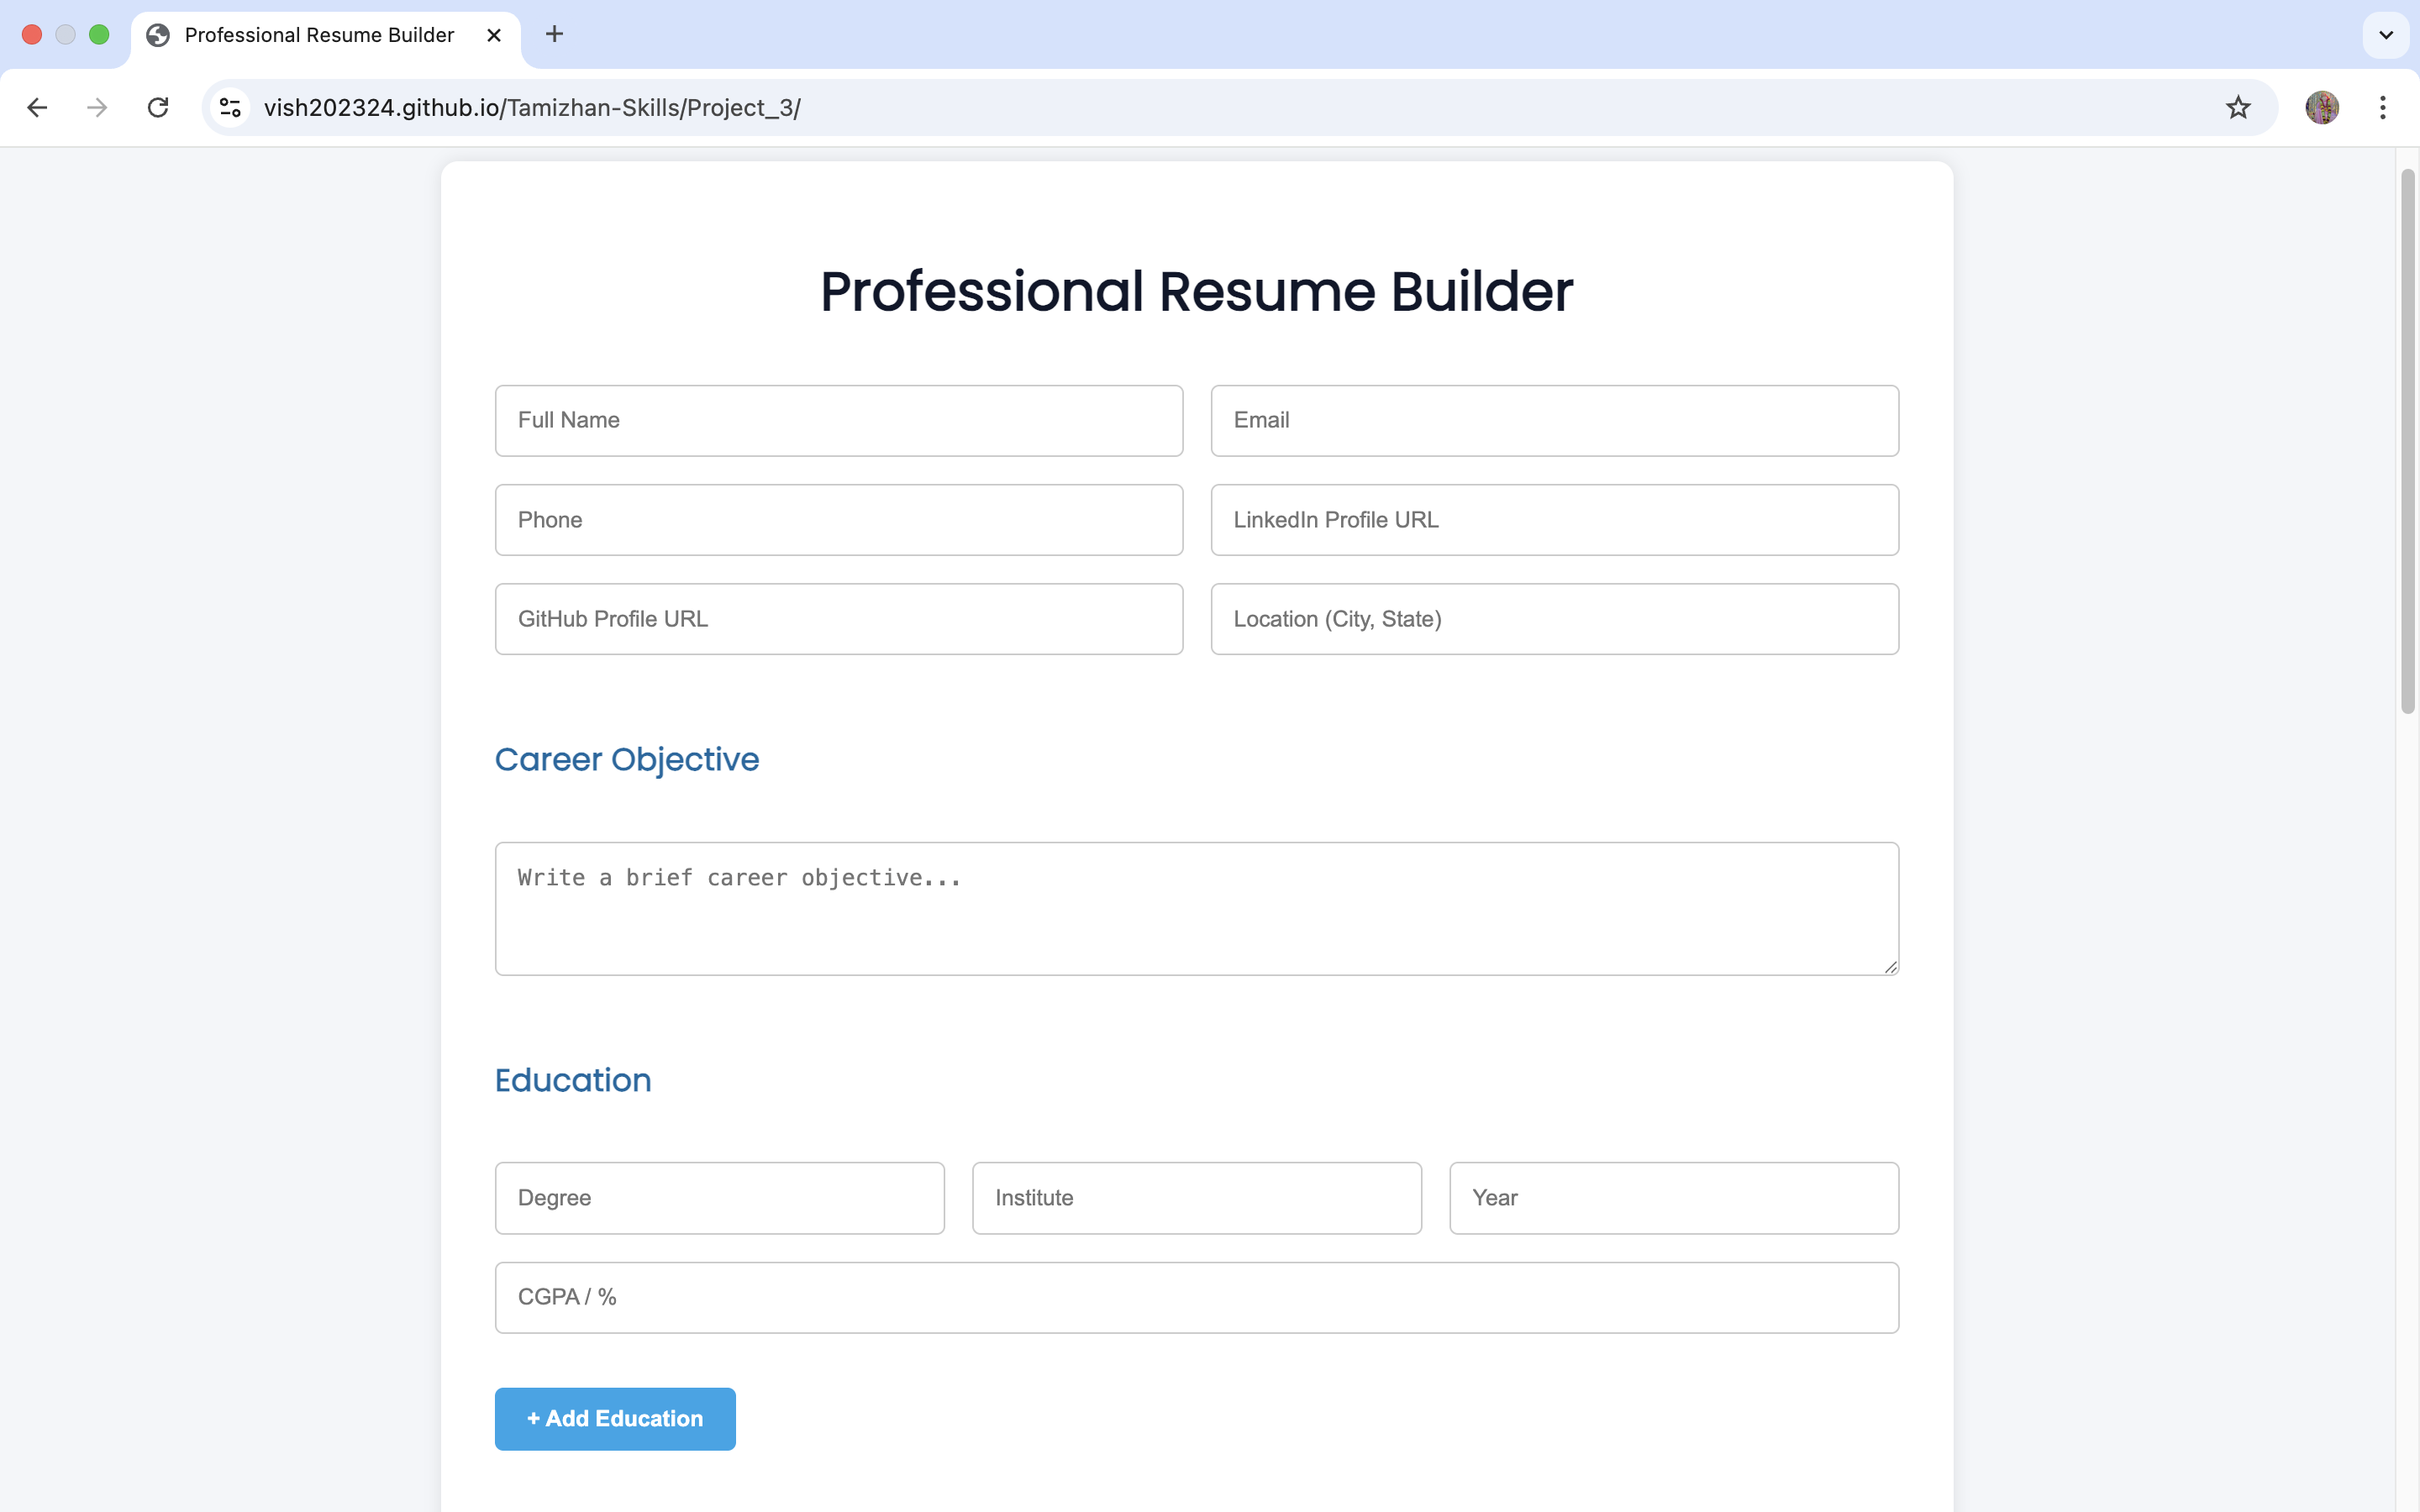 Professional Resume Builder
vish202324.github.io/Tamizhan-Skills/Project_3/
Professional Resume Builder
Full Name
Email
Phone
LinkedIn Profile URL
GitHub Profile URL
Location (City, State)
Career Objective
Write a brief career objective...
Education
Degree
Institute
Year
CGPA / %
+ Add Education